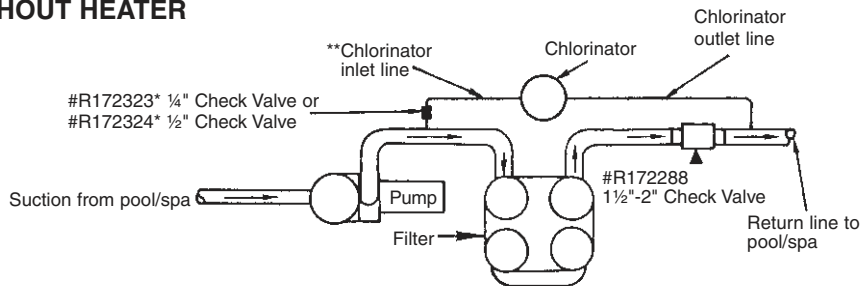 HOUT HEATER
**Chlorinator
inlet line
Chlorinator
Chlorinator
outlet line
#R172323* ¼" Check Valve or
#R172324* ½" Check Valve
Suction from pool/spa
Pump
Filter
#R172288
1½"-2" Check Valve
Return line to
pool/spa